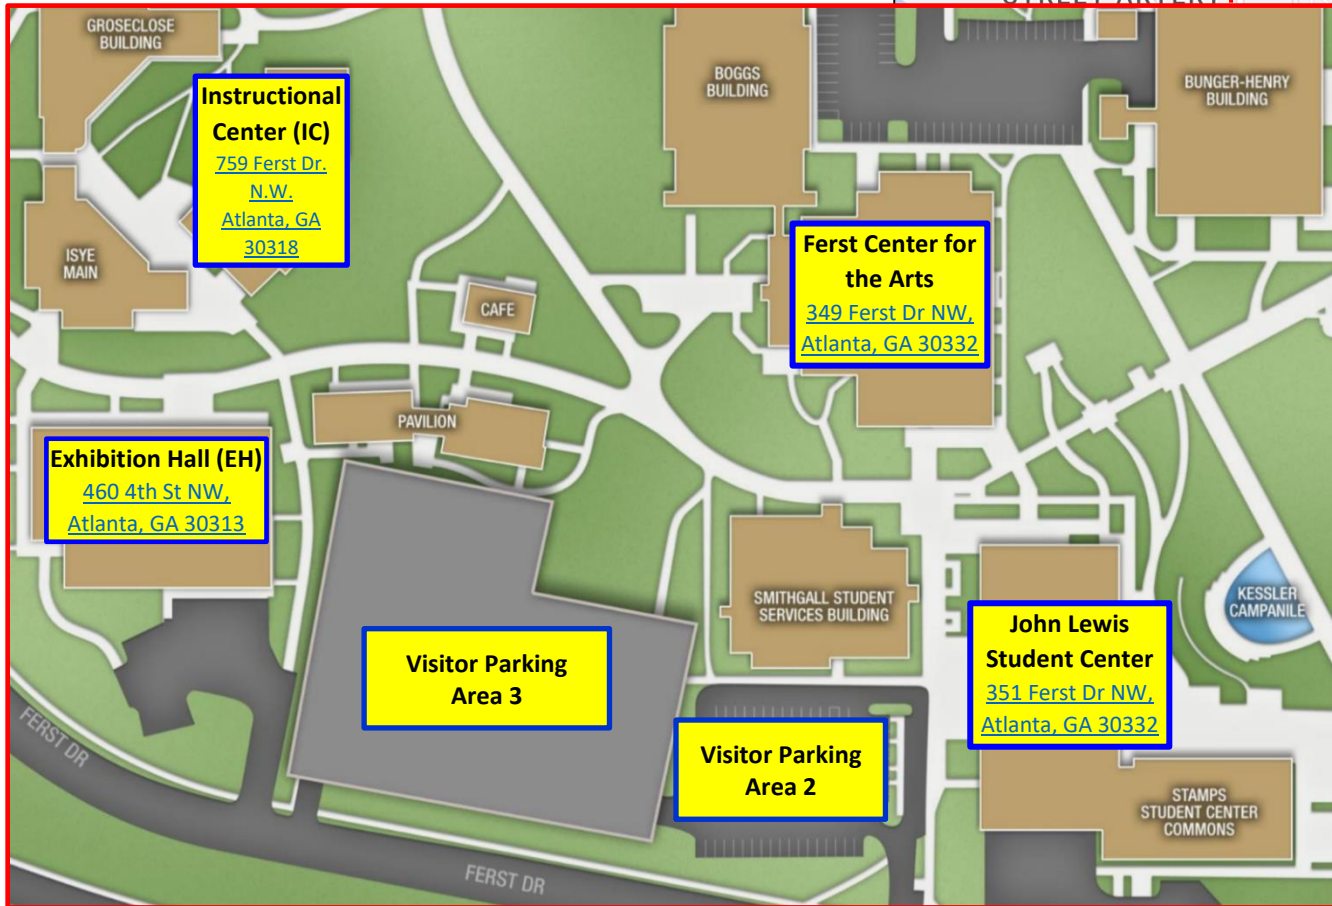 GROSECLOSE
BUILDING
Instructional
Center (IC)
759 Ferst Dr.
N.W.
Atlanta, GA
30318
BOGGS
BUILDING
BUNGER-HENRY
BUILDING
ISYE
MAIN
Ferst Center for
the Arts
349 Ferst Dr NW,
Atlanta, GA 30332
CAFE
PAVILION
Exhibition Hall (EH)
460 4th St NW,
Atlanta, GA 30313
SMITHGALL STUDENT
SERVICES BUILDING
KESSLER
CAMPANILE
John Lewis
Student Center
351 Ferst Dr NW,
Atlanta, GA 30332
Visitor Parking
Area 3
Visitor Parking
Area 2
FERST DR
STAMPS
STUDENT CENTER
COMMONS
FERST DR